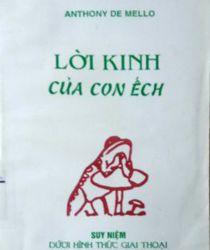 ANTHONY DE MELLO
LỜI KINH
CỦA CON ẾCH
SUY NIỆM
DƯỚI HÌNH THỨC GIAI THOẠI